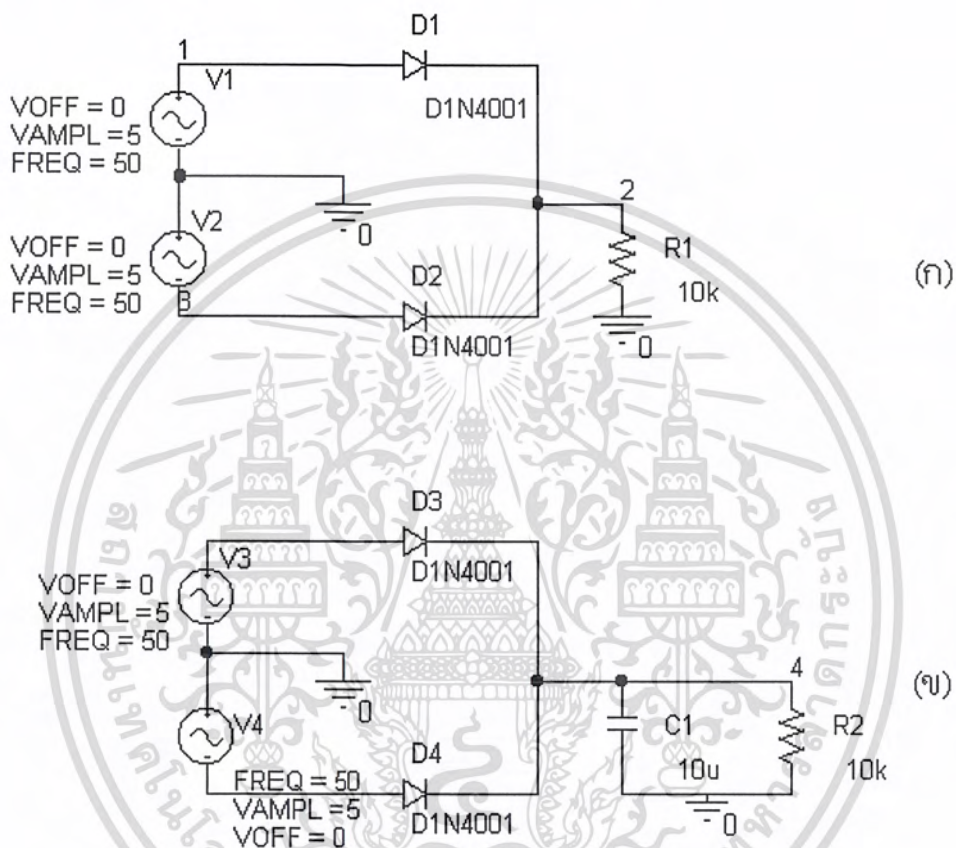 D1
1
V1
VOFF = 0
VAMPL =5
FREQ = 50
D1N4001
2
0
V2
VOFF = 0
VAMPL =5
FREQ = 50
R1
10k
(ก)
D2
3
D1N4001
0
D3
V3
D1N4001
VOFF = 0
VAMPL =5
FREQ = 50
4
(ข)
0
V4
C1
R2
D4
10u
10k
FREQ = 50
VAMPL =5
VOFF = 0
D1N4001
0